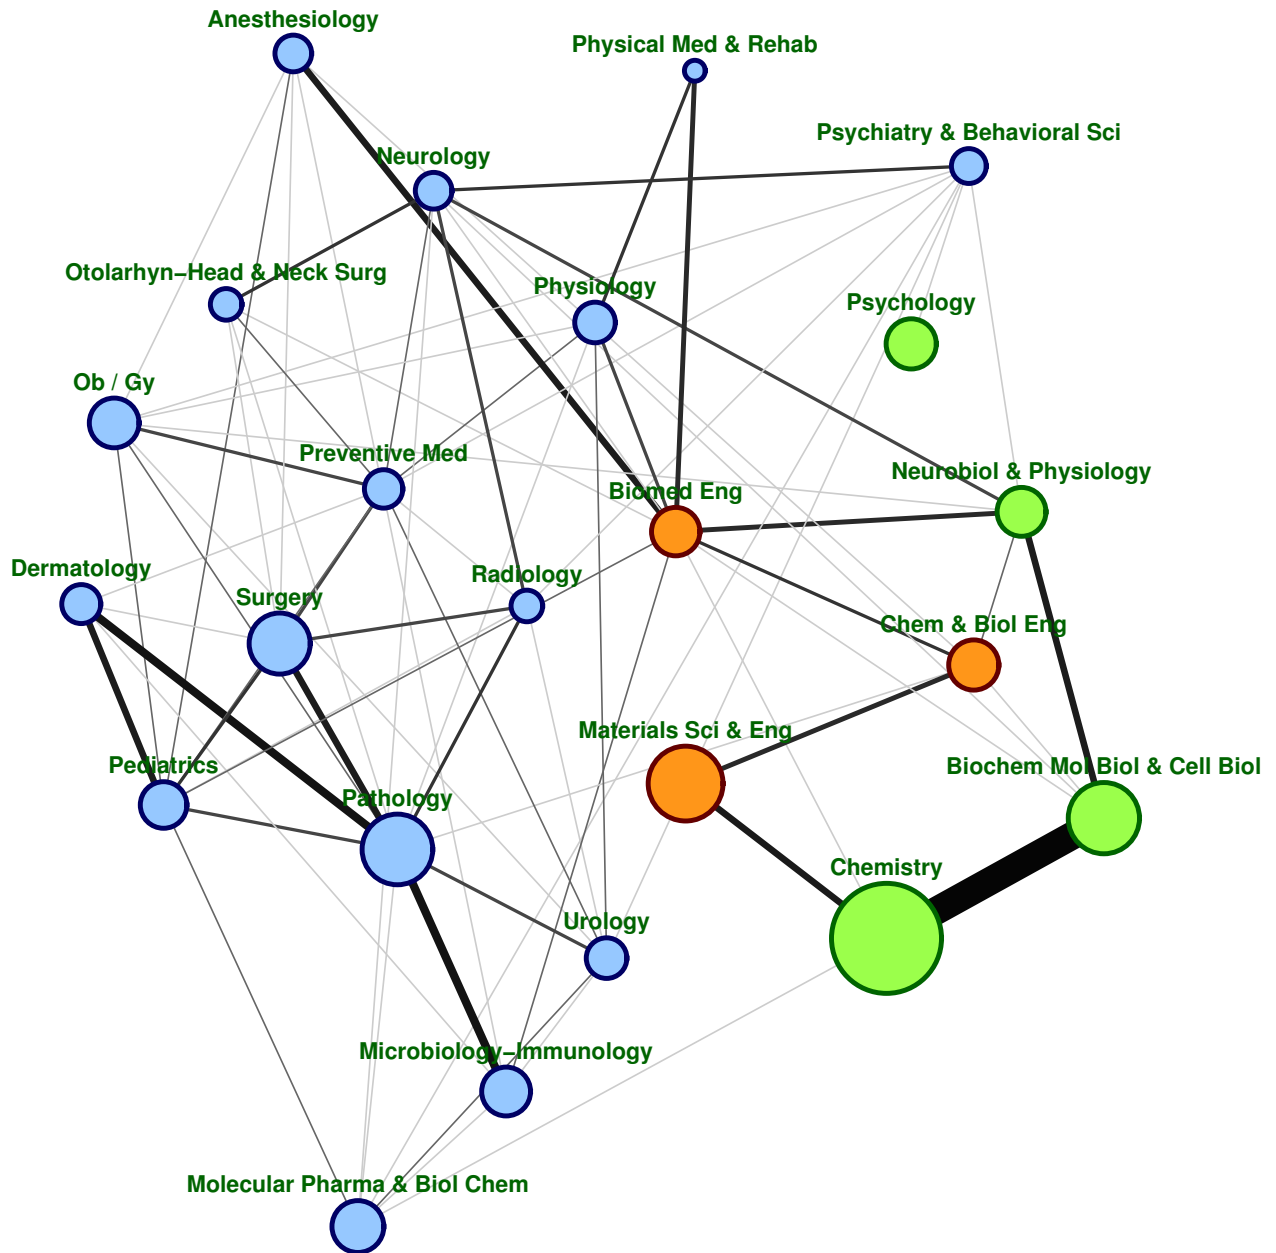 Anesthesiology
Physical Med & Rehab
Psychiatry & Behavioral Sci
Neurology
Otolarhyn−Head & Neck Surg
Physiology
Psychology
Ob / Gy
Preventive Med
Neurobiol & Physiology
Biomed Eng
Dermatology
Radiology
Surgery
Chem & Biol Eng
Materials Sci & Eng
Pediatrics
Biochem Mol Biol & Cell Biol
Pathology
Chemistry
Urology
Microbiology−Immunology
Molecular Pharma & Biol Chem